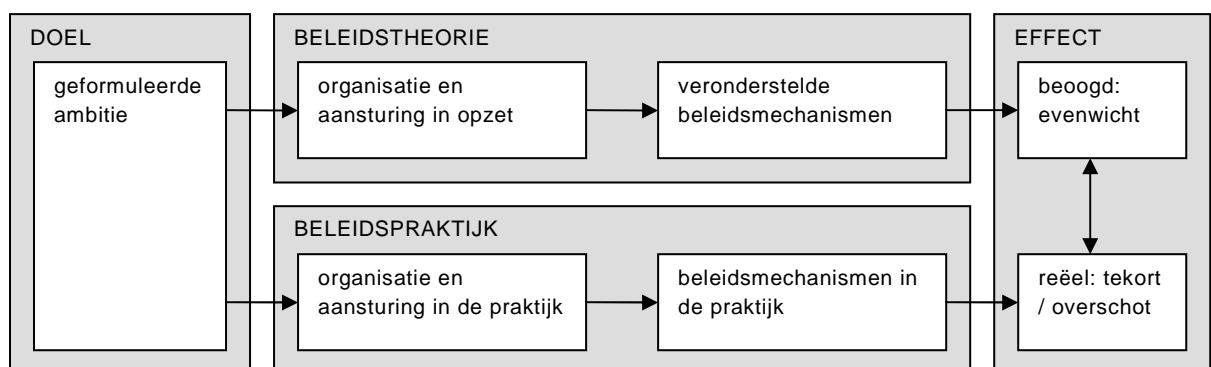 DOEL
geformuleerde
ambitie
BELEIDSTHEORIE
organisatie en
aansturing in opzet
veronderstelde
beleidsmechanismen
BELEIDSPRAKTIJK
organisatie en
aansturing in de praktijk
beleidsmechanismen in
de praktijk
EFFECT
beoogd:
evenwicht
reëel: tekort
/ overschot